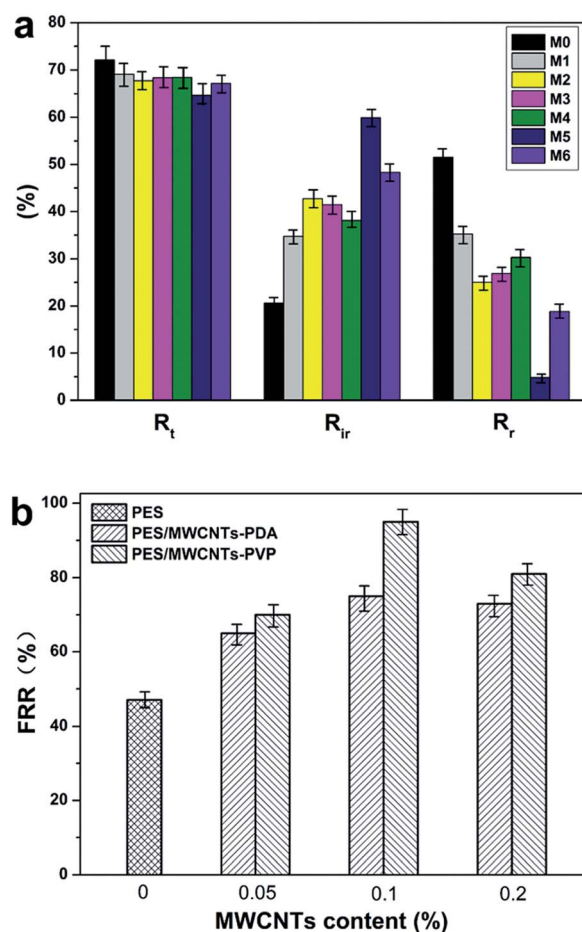 a
80
70
60
50
40
30
20
10
0
(%)
M0
M1
M2
M3
M4
M5
M6
Rt
Rir
Rr
b
100
80
60
40
20
0
FRR (%)
PES
PES/MWCNTs-PDA
PES/MWCNTs-PVP
0 0.05 0.1 0.2
MWCNTs content (%)